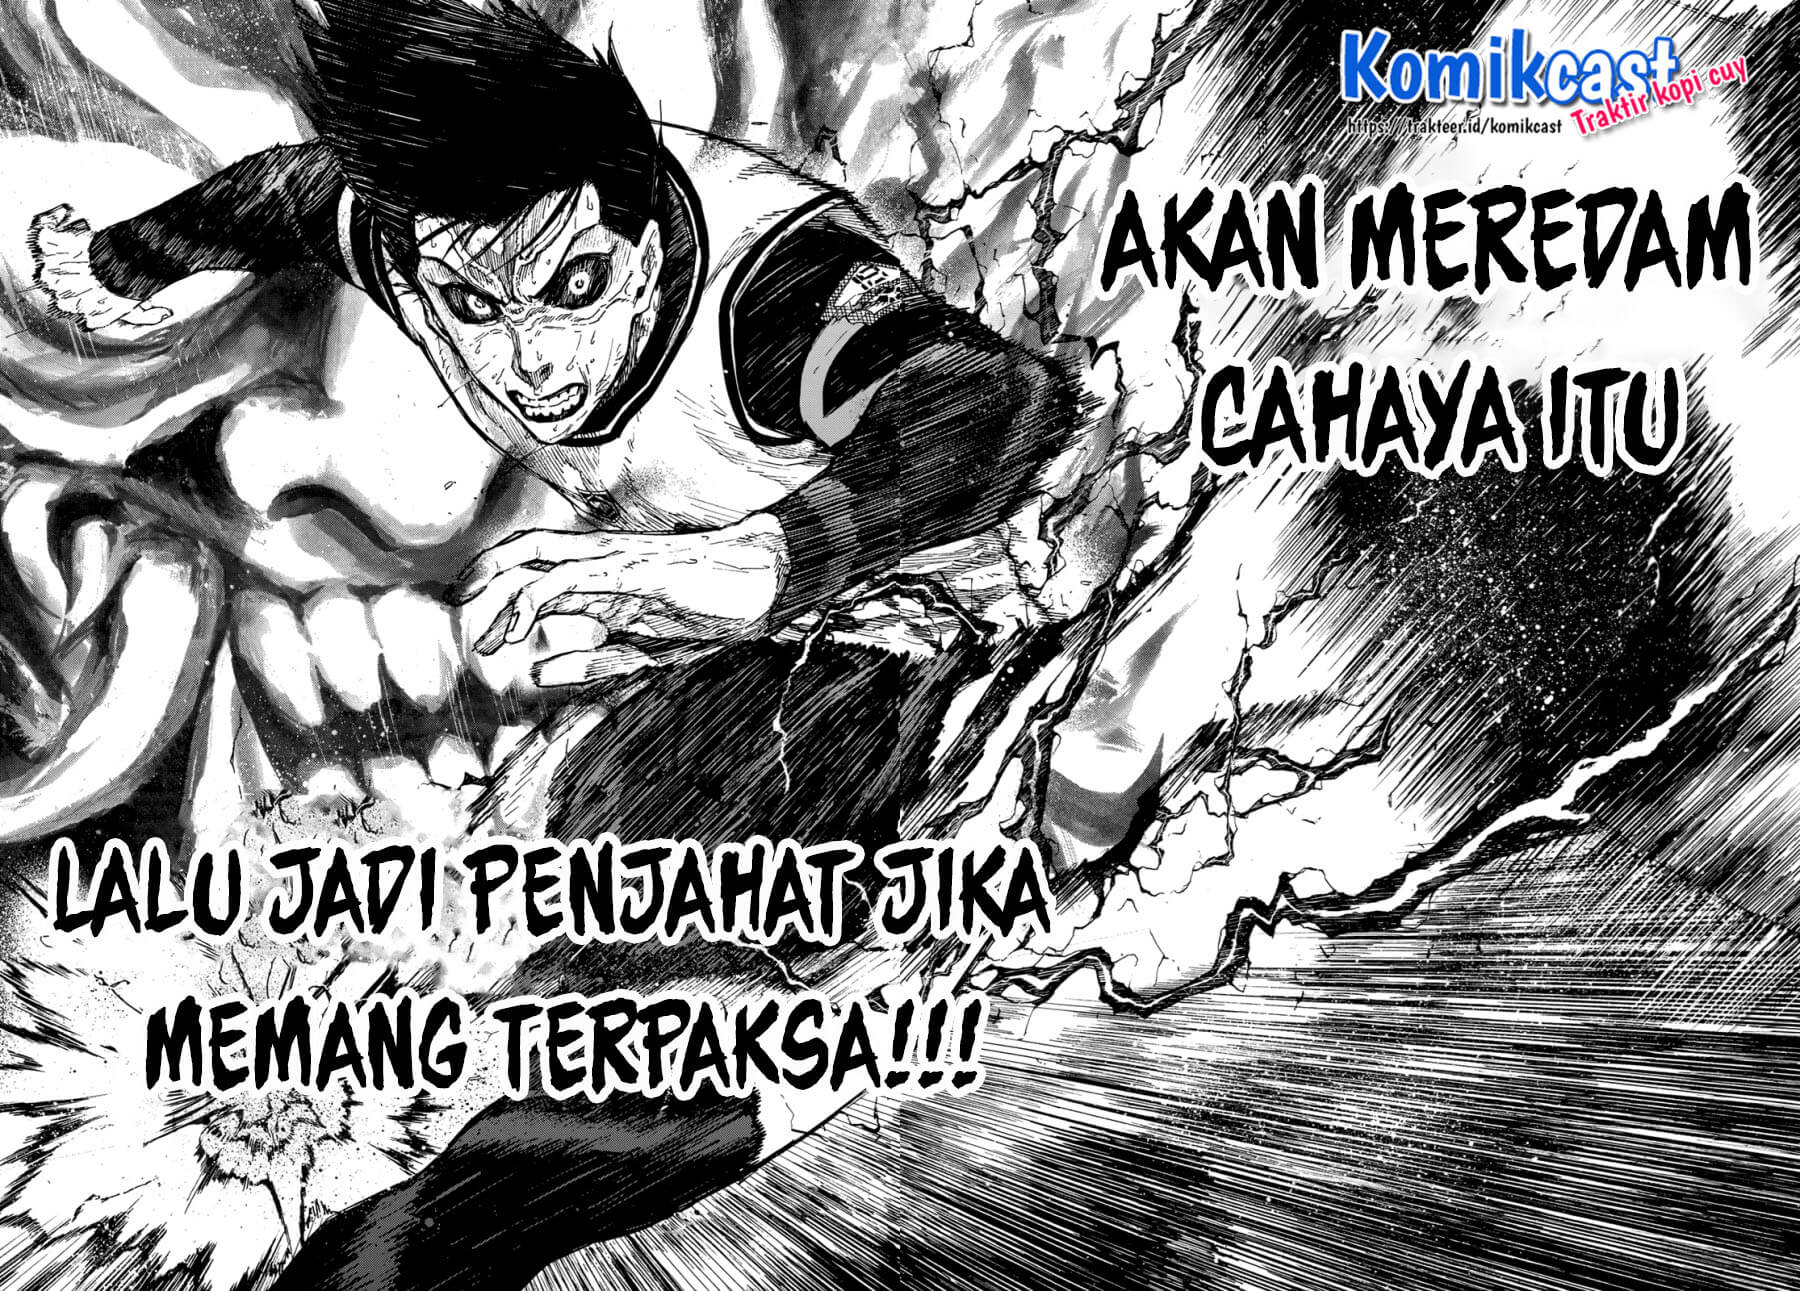 Komikcast
https://trakteer.id/komikcast
Traktir kopi cuy
AKAN MEREDAM
CAHAYA ITU
LALU JADI PENJAHAT JIKA
MEMANG TERPAKSA!!!